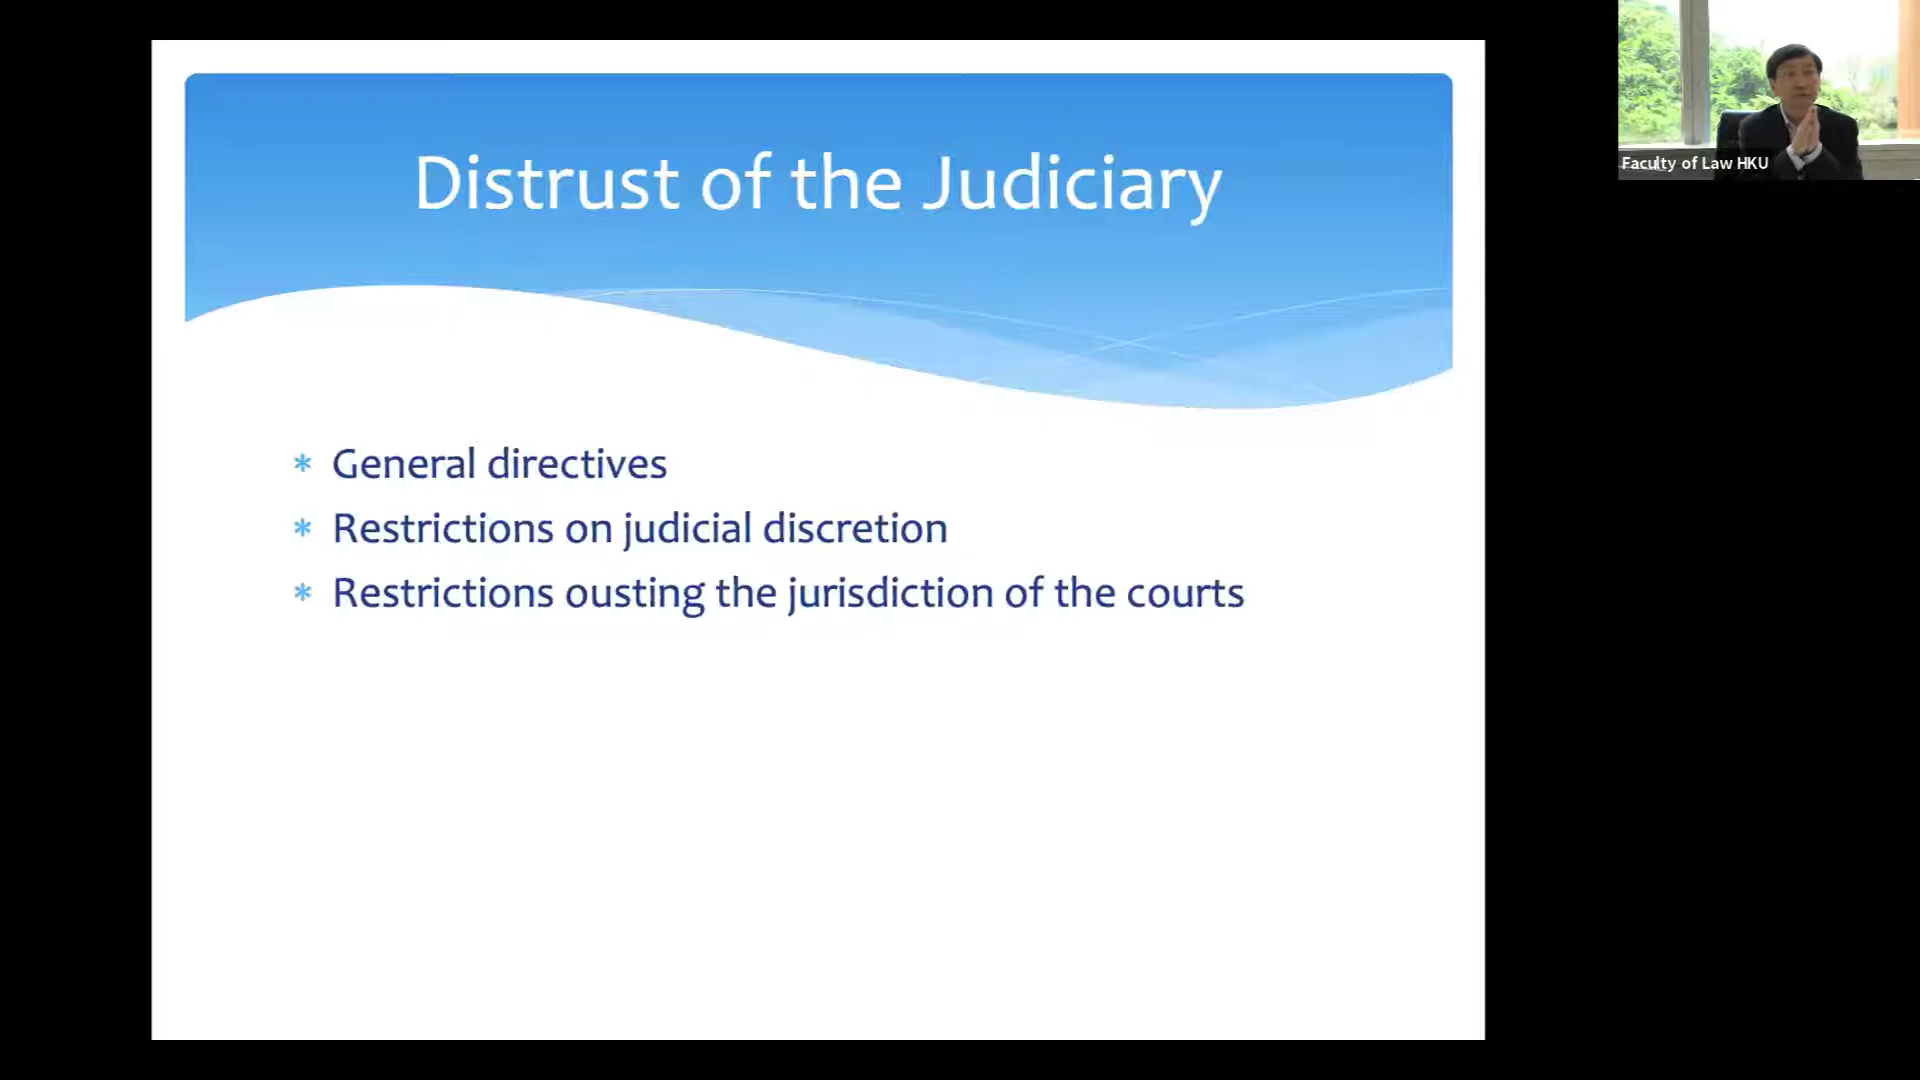 Distrust of the Judiciary
* General directives
* Restrictions on judicial discretion
* Restrictions ousting the jurisdiction of the courts
Faculty of Law HKU